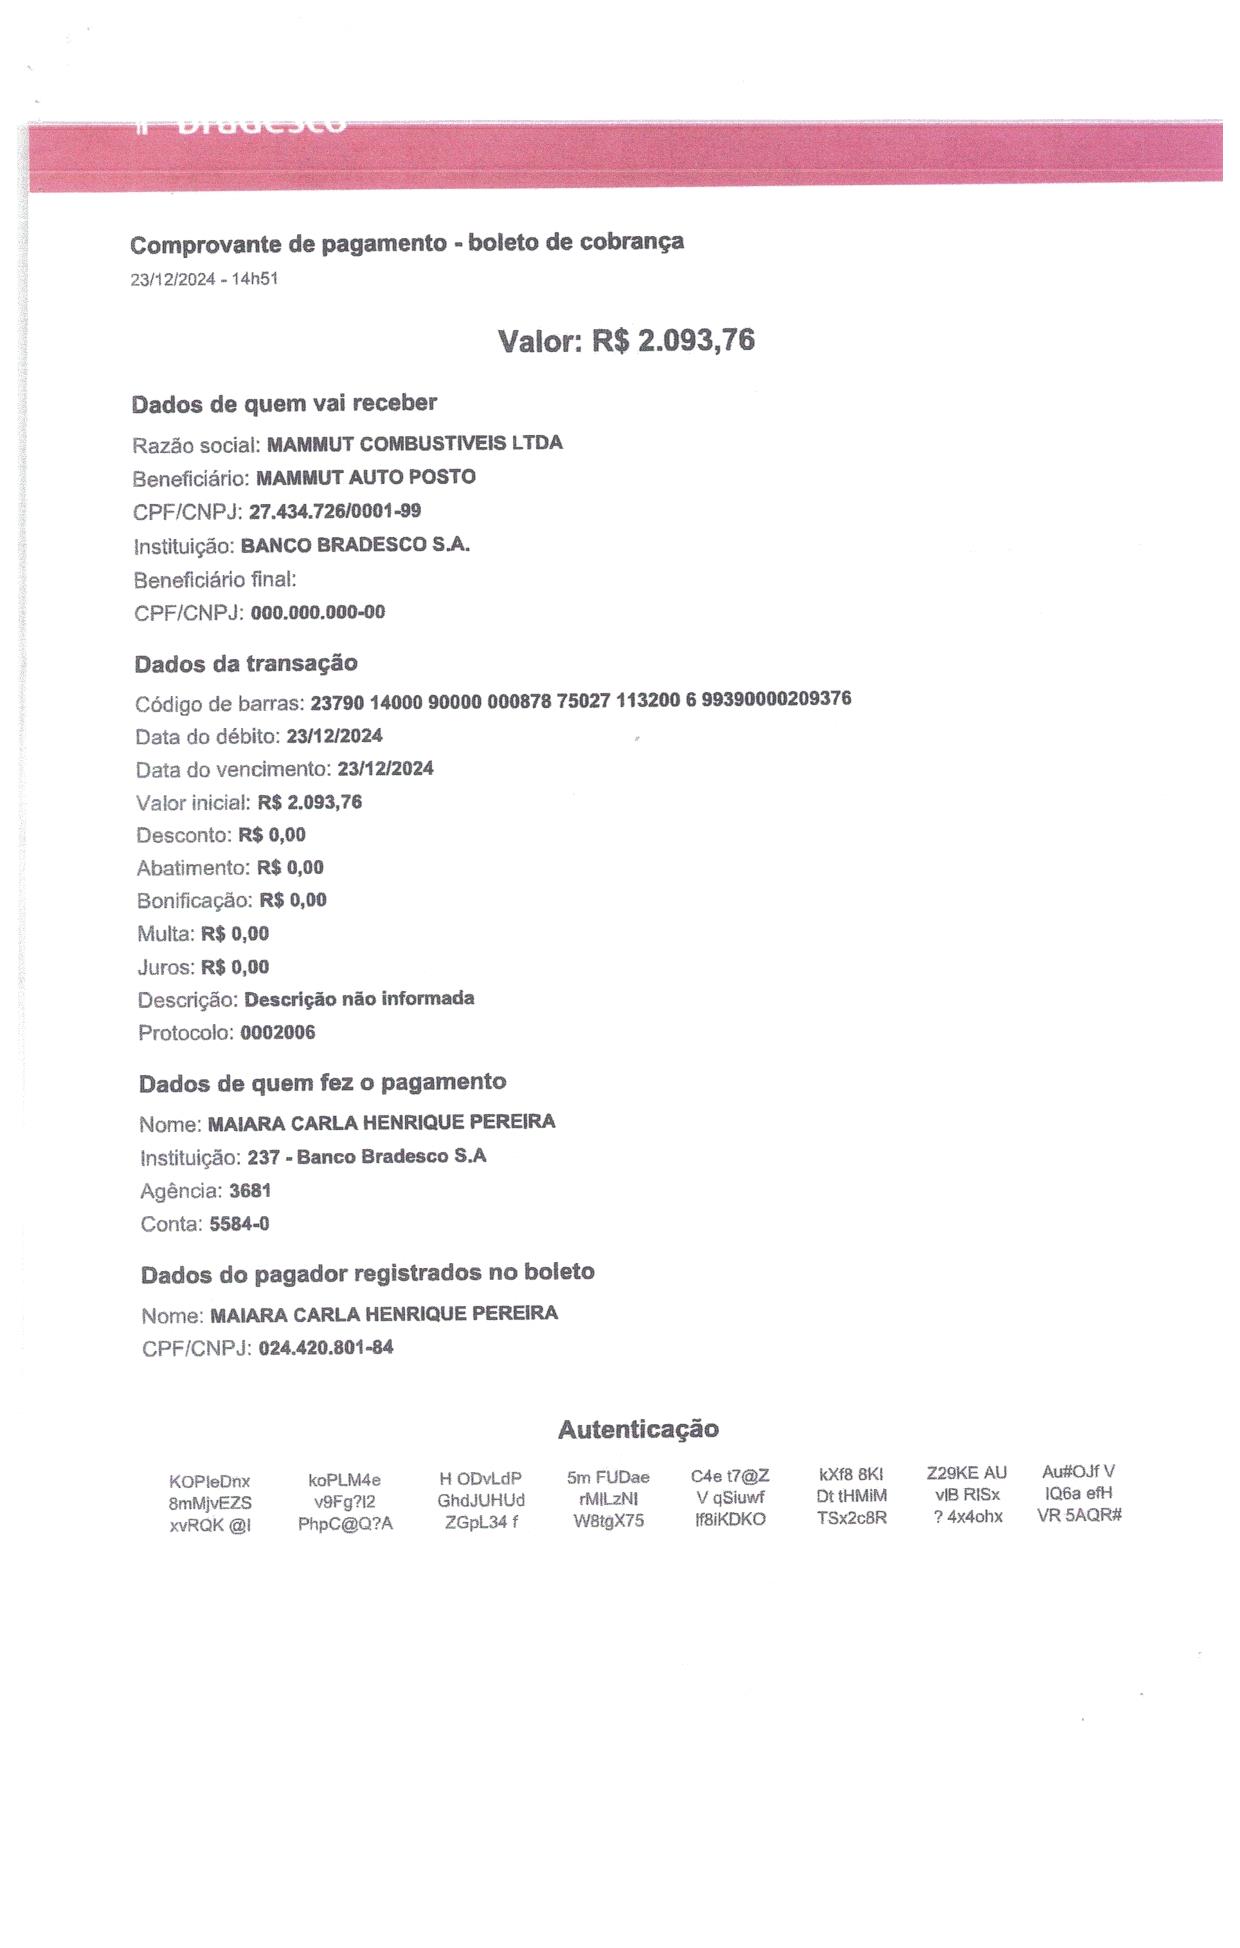 Bradesco
Comprovante de pagamento - boleto de cobrança
23/12/2024 - 14h51
Valor: R$ 2.093,76
Dados de quem vai receber
Razão social: MAMMUT COMBUSTIVEIS LTDA
Beneficiário: MAMMUT AUTO POSTO
CPF/CNPJ: 27.434.726/0001-99
Instituição: BANCO BRADESCO S.A.
Beneficiário final:
CPF/CNPJ: 000.000.000-00
Dados da transação
Código de barras: 23790 14000 90000 000878 75027 113200 6 99390000209376
Data do débito: 23/12/2024
Data do vencimento: 23/12/2024
Valor inicial: R$ 2.093,76
Desconto: R$ 0,00
Abatimento: R$ 0,00
Bonificação: R$ 0,00
Multa: R$ 0,00
Juros: R$ 0,00
Descrição: Descrição não informada
Protocolo: 0002006
Dados de quem fez o pagamento
Nome: MAIARA CARLA HENRIQUE PEREIRA
Instituição: 237 - Banco Bradesco S.A
Agência: 3681
Conta: 5584-0
Dados do pagador registrados no boleto
Nome: MAIARA CARLA HENRIQUE PEREIRA
CPF/CNPJ: 024.420.801-84
Autenticação
KOPIeDnx koPLM4e H ODvLdP 5m FUDae C4e t7@Z kXf8 8KI Z29KE AU Au#OJf V
8mMjvEZS v9Fg?I2 GhdJUHUd rMILzNI V qSiuwf Dt tHMiM vIB RISx IQ6a efH
xvRQK @I PhpC@Q?A ZGpL34 f W8tgX75 If8iKDKO TSx2c8R ? 4x4ohx VR 5AQR#